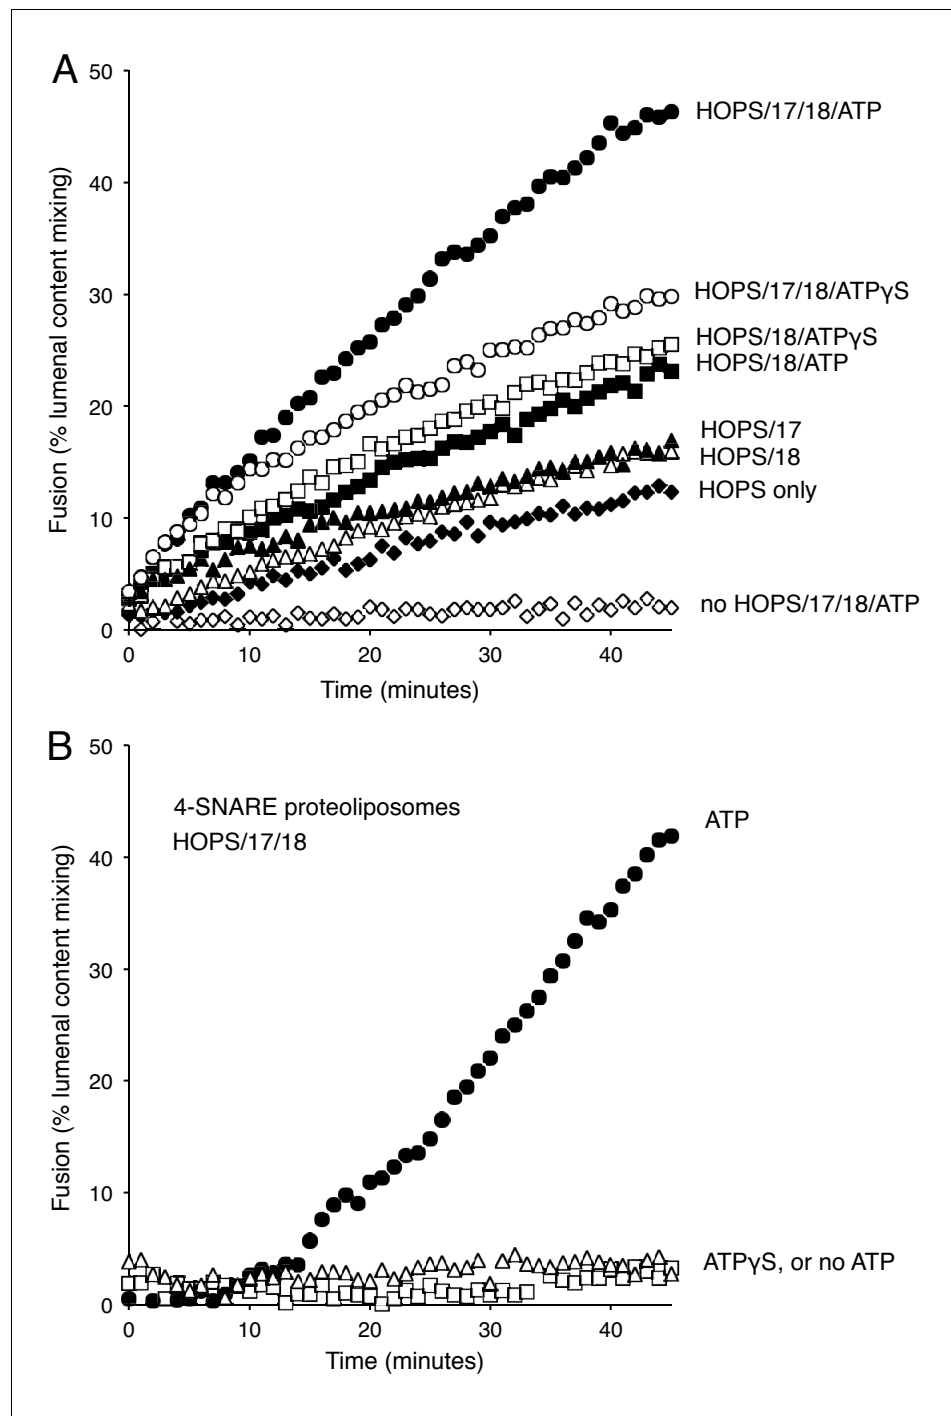 A
50
40
30
20
10
0
Fusion (% lumenal content mixing)
HOPS/17/18/ATP
HOPS/17/18/ATPγS
HOPS/18/ATPγS
HOPS/18/ATP
HOPS/17
HOPS/18
HOPS only
no HOPS/17/18/ATP
0 10 20 30 40
Time (minutes)
B
50
40
30
20
10
0
Fusion (% lumenal content mixing)
4-SNARE proteoliposomes
HOPS/17/18
ATP
ATPγS, or no ATP
0 10 20 30 40
Time (minutes)